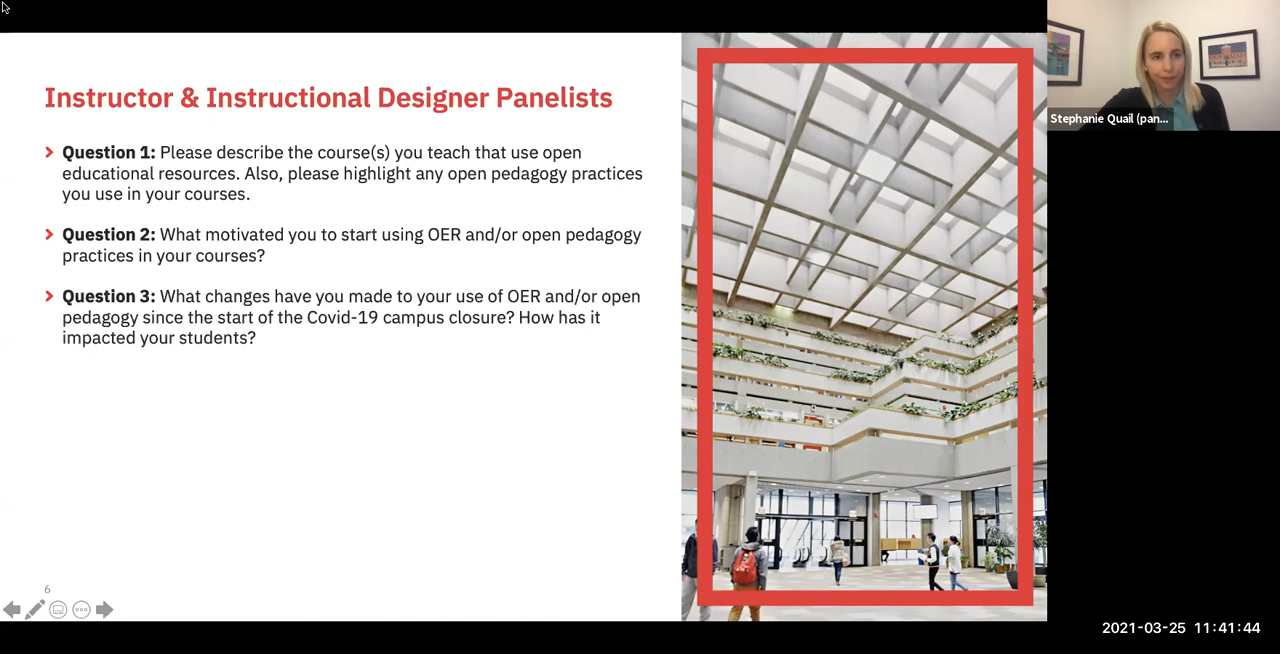 Instructor & Instructional Designer Panelists
Question 1: Please describe the course(s) you teach that use open
educational resources. Also, please highlight any open pedagogy practices
you use in your courses.
Question 2: What motivated you to start using OER and/or open pedagogy
practices in your courses?
Question 3: What changes have you made to your use of OER and/or open
pedagogy since the start of the Covid-19 campus closure? How has it
impacted your students?
6
Stephanie Quail (pan...
2021-03-25 11:41:44